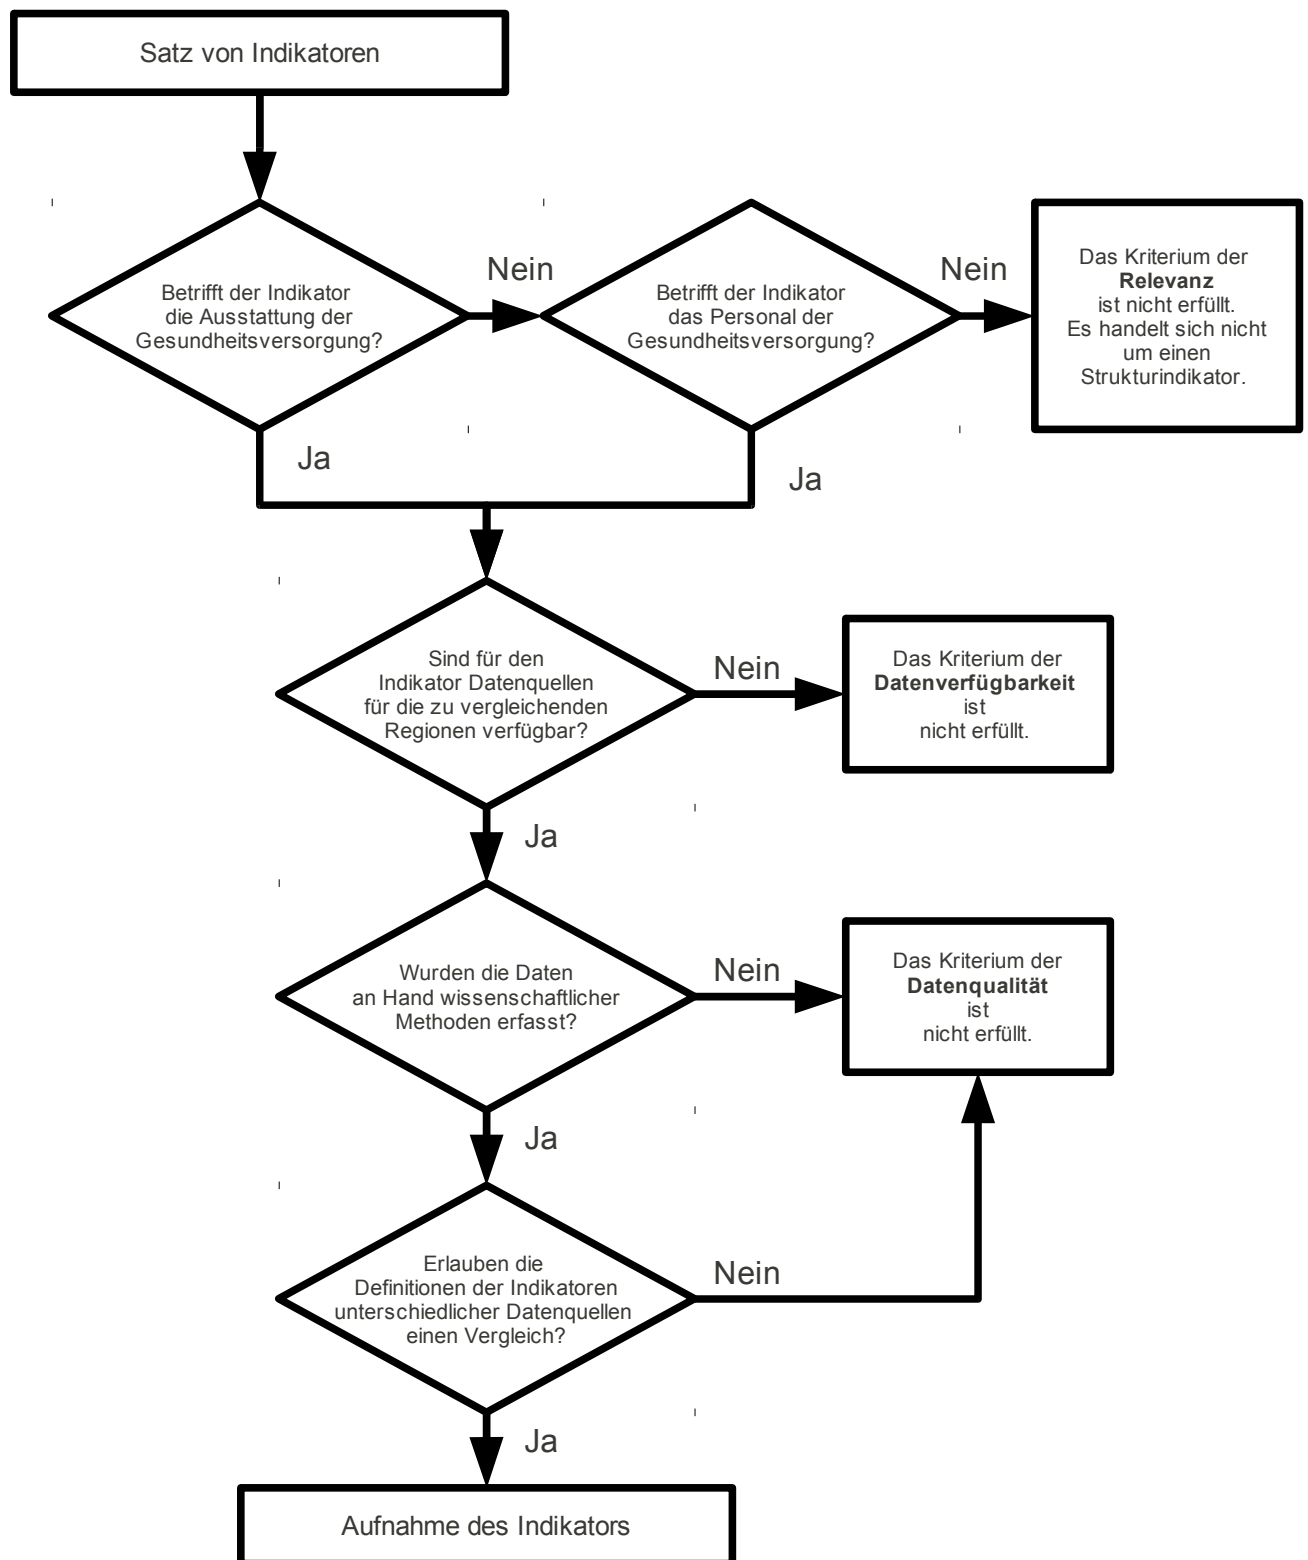 Satz von Indikatoren
Betrifft der Indikator
die Ausstattung der
Gesundheitsversorgung?
Nein
Betrifft der Indikator
das Personal der
Gesundheitsversorgung?
Nein
Das Kriterium der
Relevanz
ist nicht erfüllt.
Es handelt sich nicht
um einen
Strukturindikator.
Ja
Ja
Sind für den
Indikator Datenquellen
für die zu vergleichenden
Regionen verfügbar?
Nein
Das Kriterium der
Datenverfügbarkeit
ist
nicht erfüllt.
Ja
Wurden die Daten
an Hand wissenschaftlicher
Methoden erfasst?
Nein
Das Kriterium der
Datenqualität
ist
nicht erfüllt.
Ja
Erlauben die
Definitionen der Indikatoren
unterschiedlicher Datenquellen
einen Vergleich?
Nein
Ja
Aufnahme des Indikators